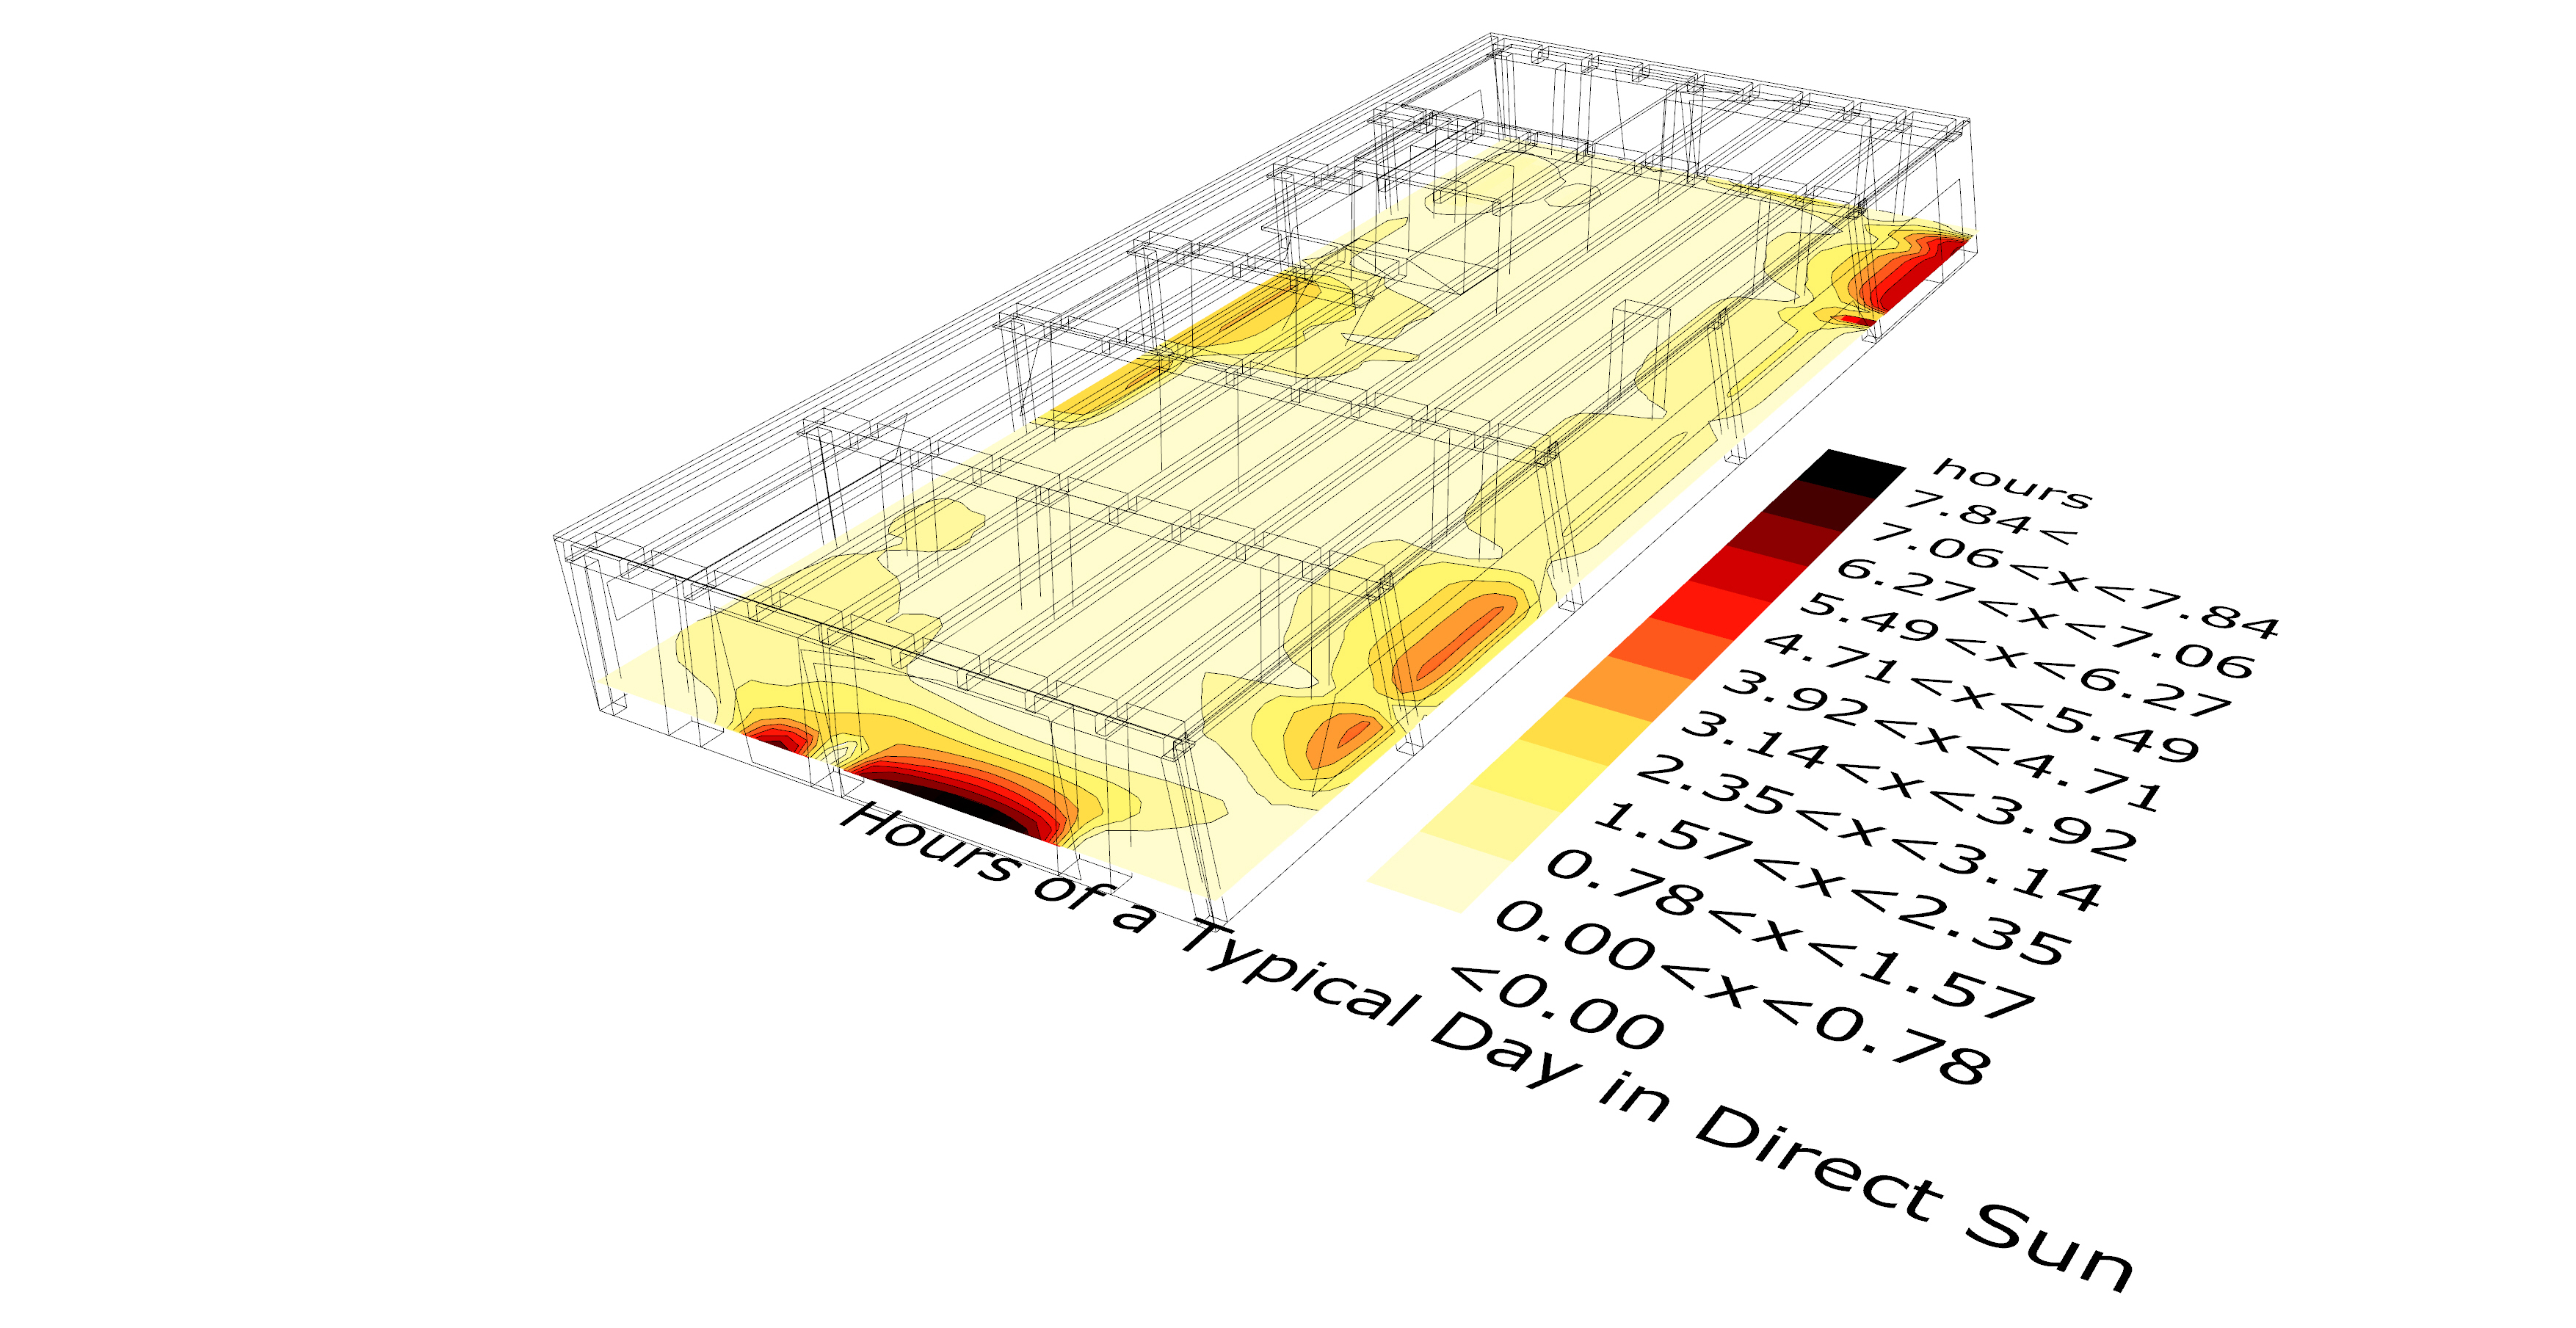 hours
7.84<
7.06<x<7.84
6.27<x<7.06
5.49<x<6.27
4.71<x<5.49
3.92<x<4.71
3.14<x<3.92
2.35<x<3.14
1.57<x<2.35
0.78<x<1.57
0.00<x<0.78
<0.00
Hours of a Typical Day in Direct Sun